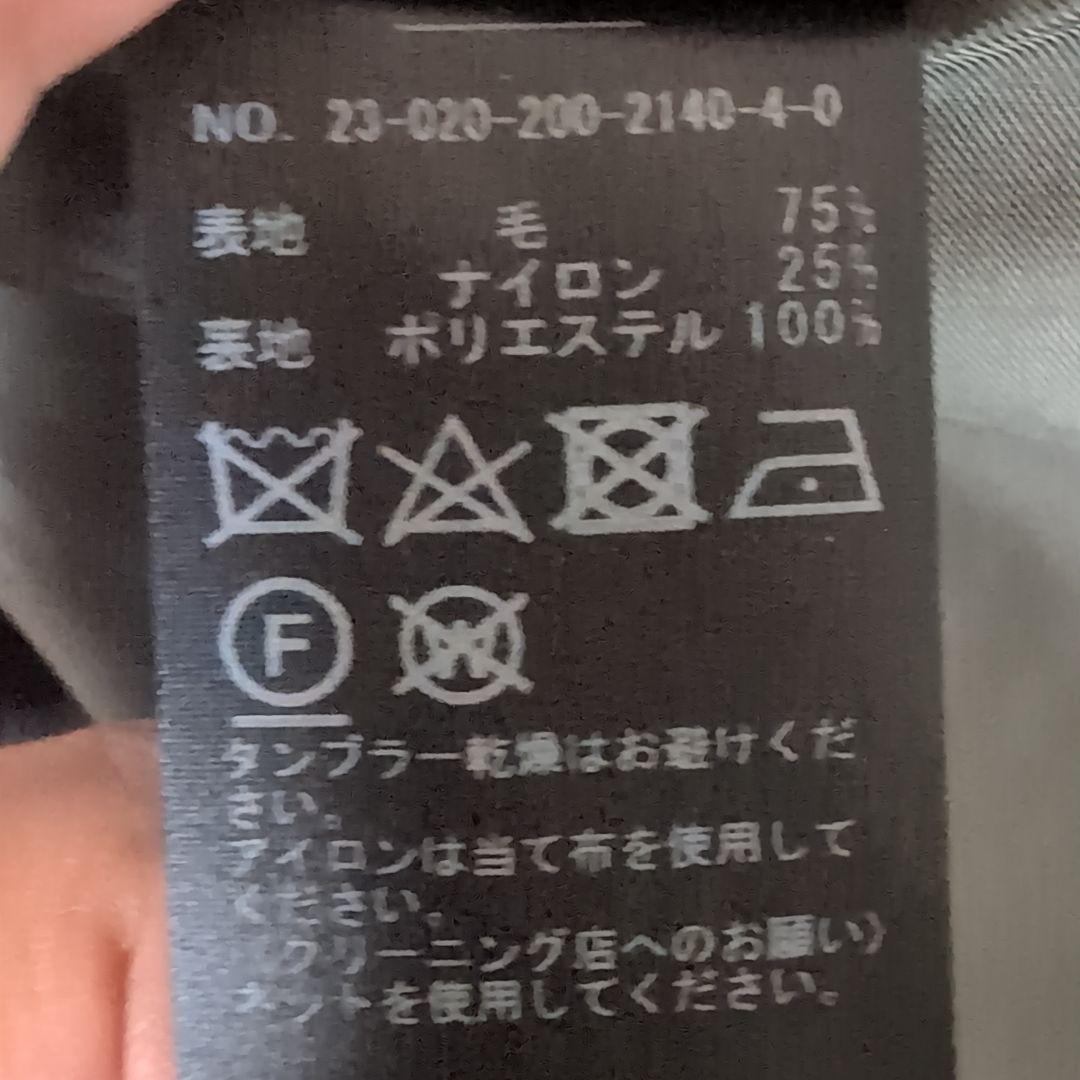 NO. 23-020-200-2140-4-0
表地 毛 75%
ナイロン 25%
裏地 ポリエステル 100%
F
W
タンブラー乾燥はお避けくだ
さい。
アイロンは当て布を使用して
ください。
(クリーニング店へのお願い)
ネットを使用してください。